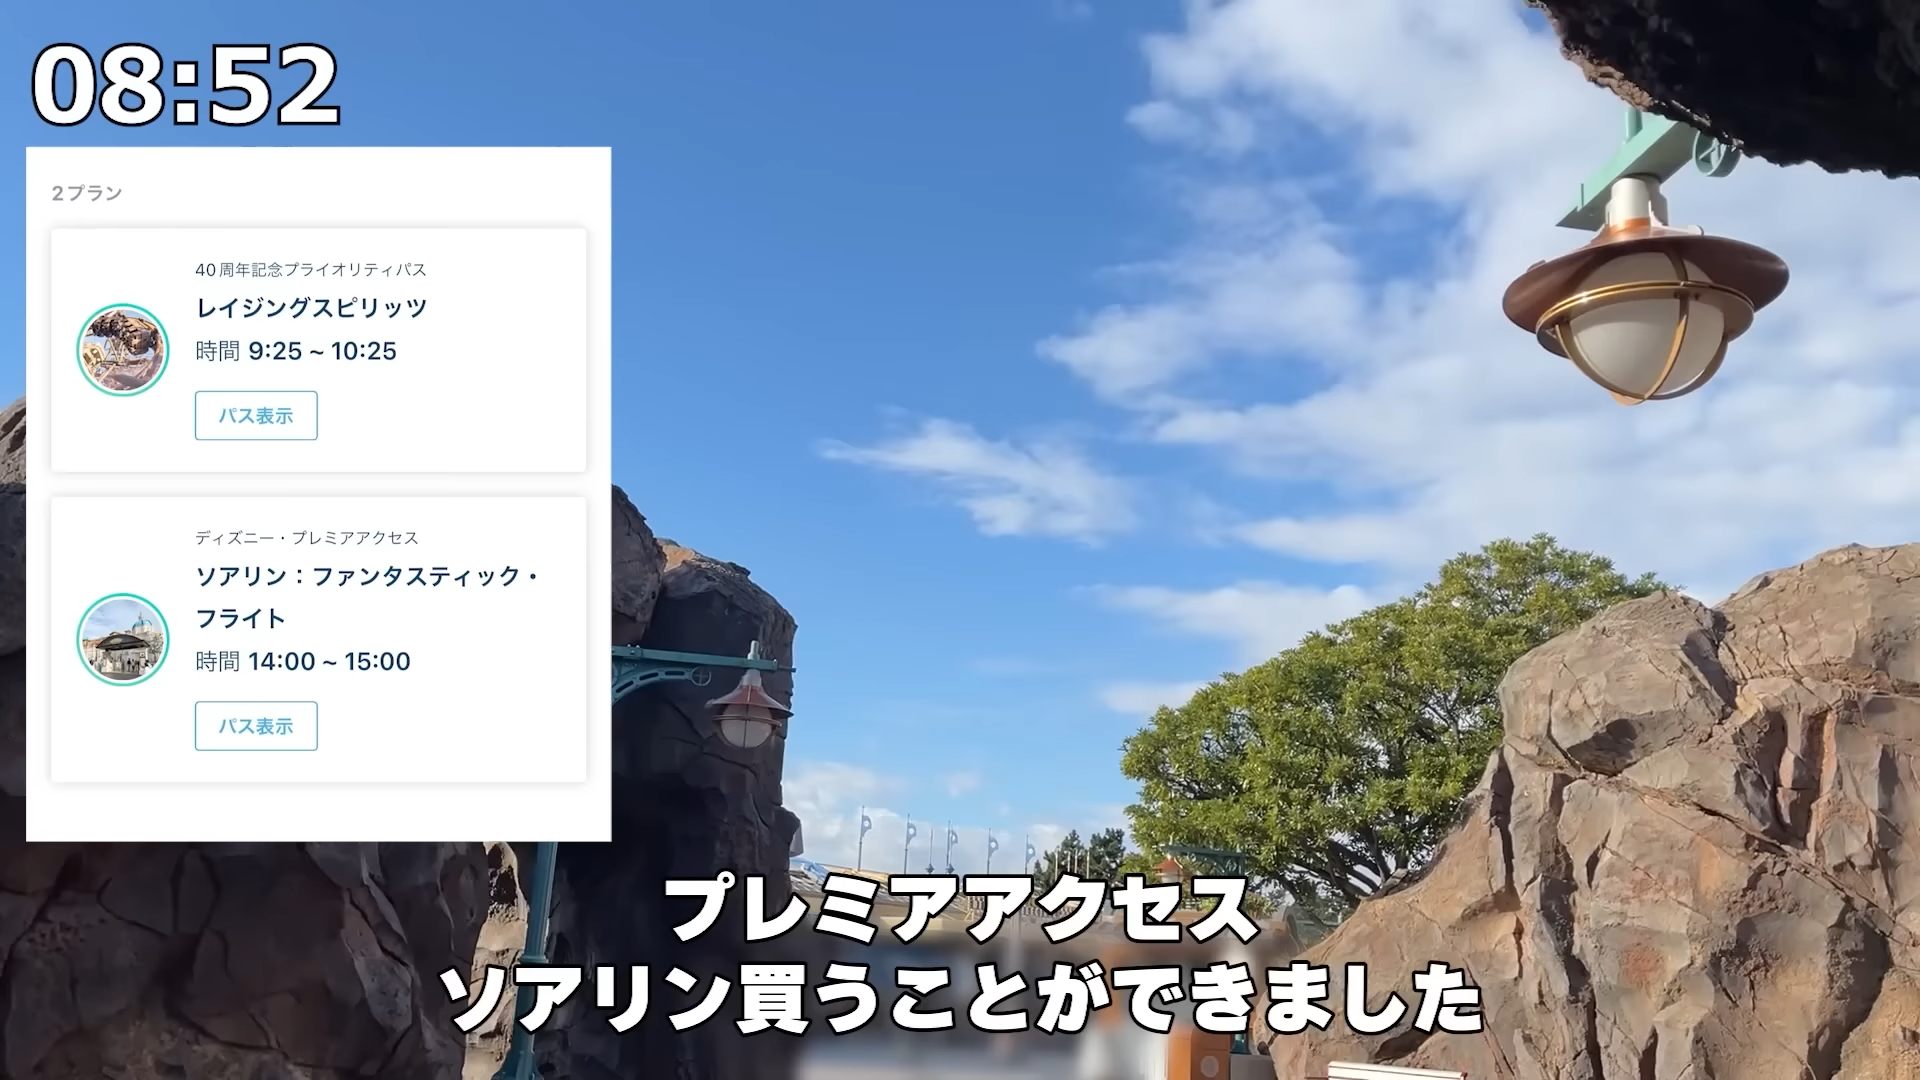 08:52
2プラン
40周年記念プライオリティパス
レイジングスピリッツ
時間 9:25 ~ 10:25
パス表示
ディズニー・プレミアアクセス
ソアリン：ファンタスティック・
フライト
時間 14:00 ~ 15:00
パス表示
プレミアアクセス
ソアリン買うことができました